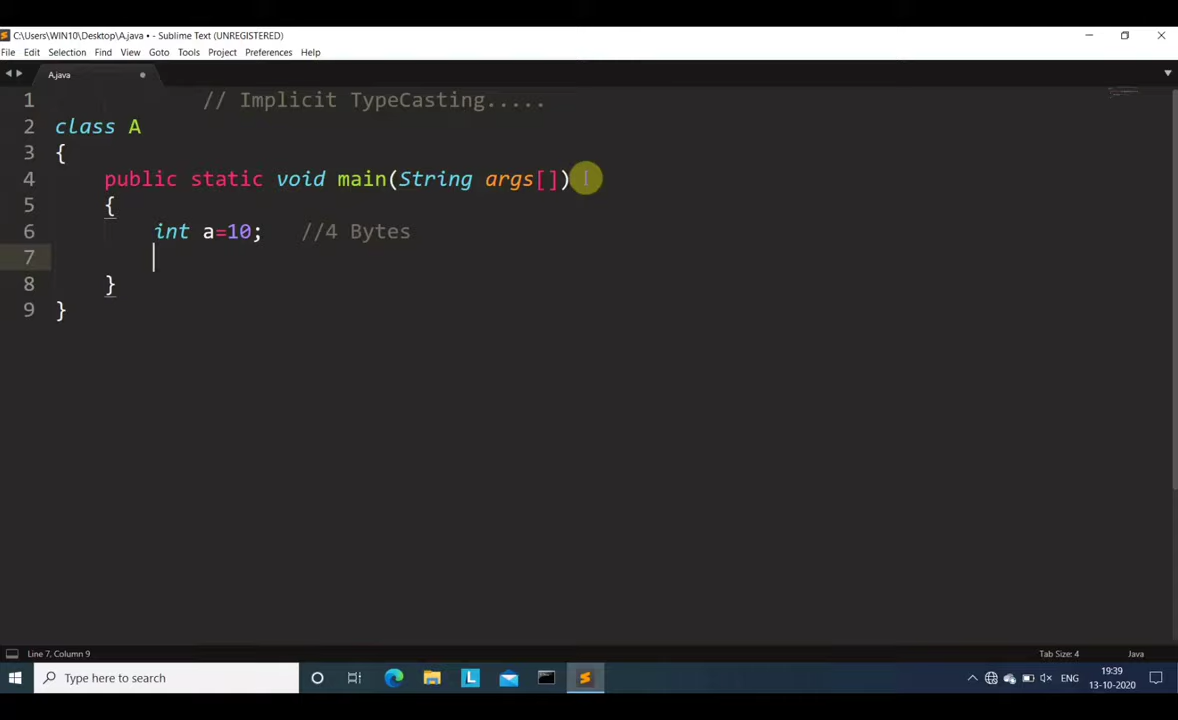 C:\Users\WIN10\Desktop\A.java • - Sublime Text (UNREGISTERED)
File Edit Selection Find View Goto Tools Project Preferences Help
A.java
1 // Implicit TypeCasting.....
2 class A
3 {
4 public static void main(String args[])
5 {
6 int a=10; //4 Bytes
7
8 }
9 }
Line 7, Column 9 Tab Size: 4 Java
Type here to search L ENG 19:39
13-10-2020